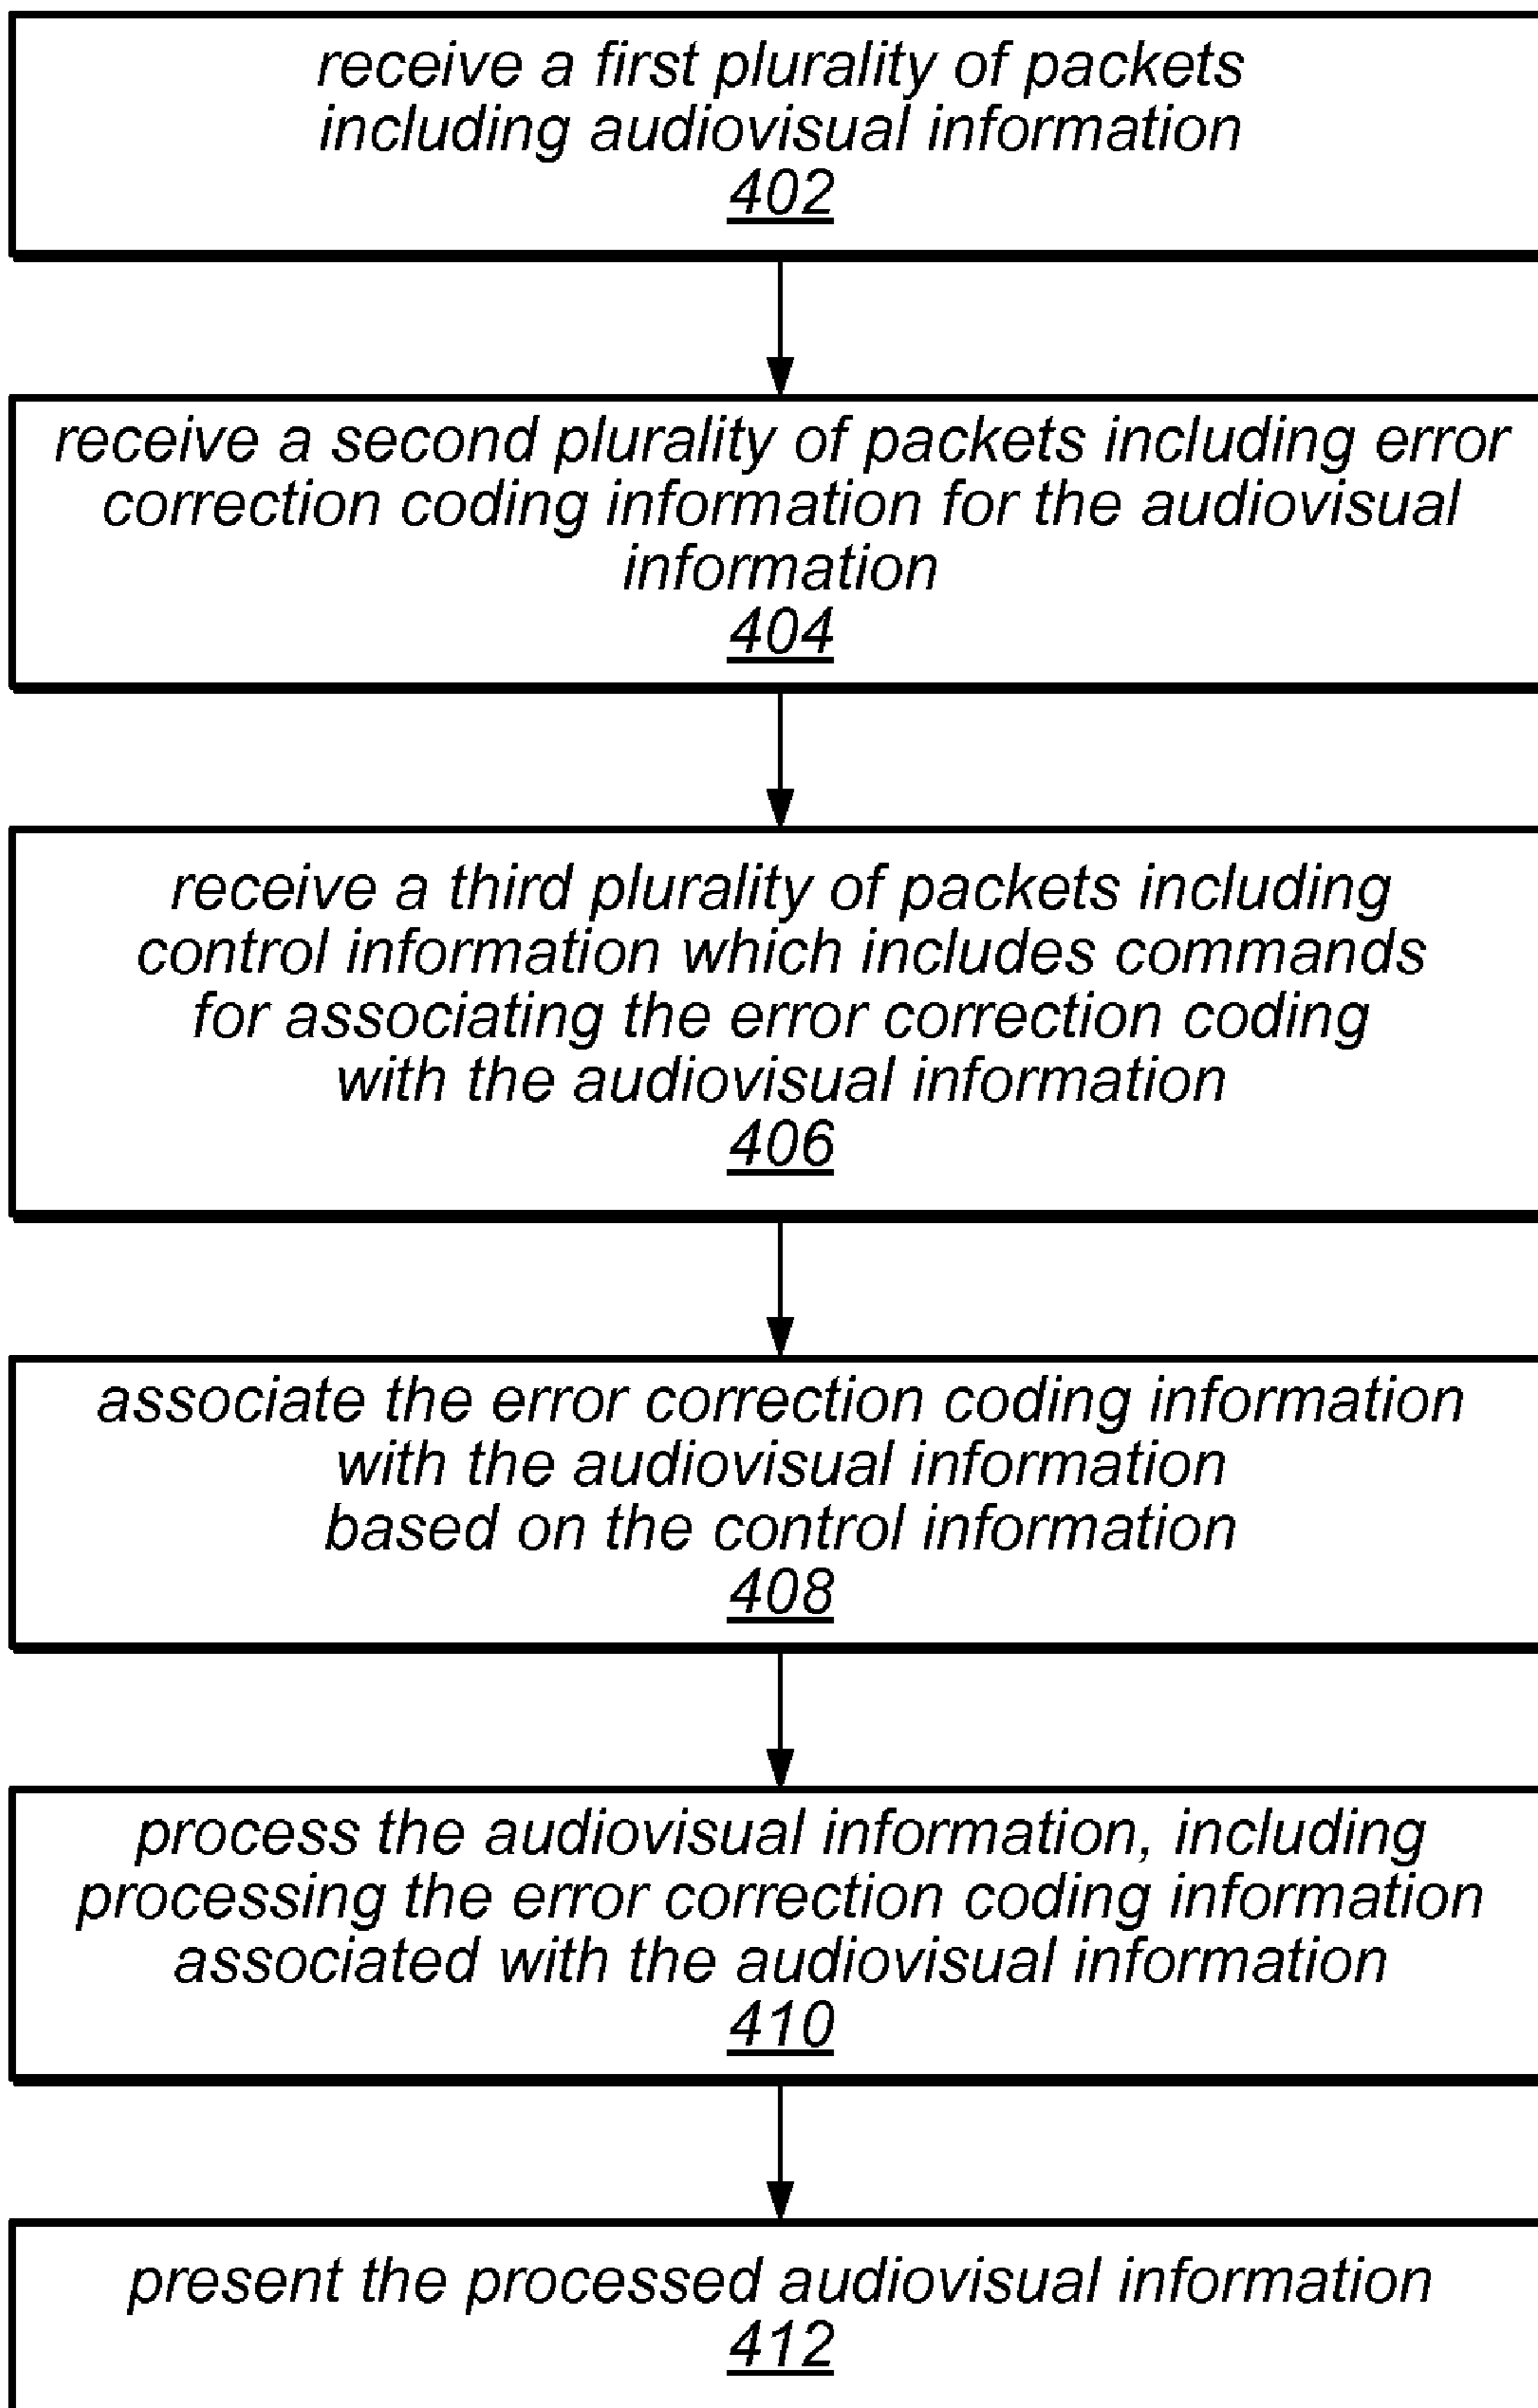 receive a first plurality of packets
including audiovisual information
402
receive a second plurality of packets including error
correction coding information for the audiovisual
information
404
receive a third plurality of packets including
control information which includes commands
for associating the error correction coding
with the audiovisual information
406
associate the error correction coding information
with the audiovisual information
based on the control information
408
process the audiovisual information, including
processing the error correction coding information
associated with the audiovisual information
410
present the processed audiovisual information
412